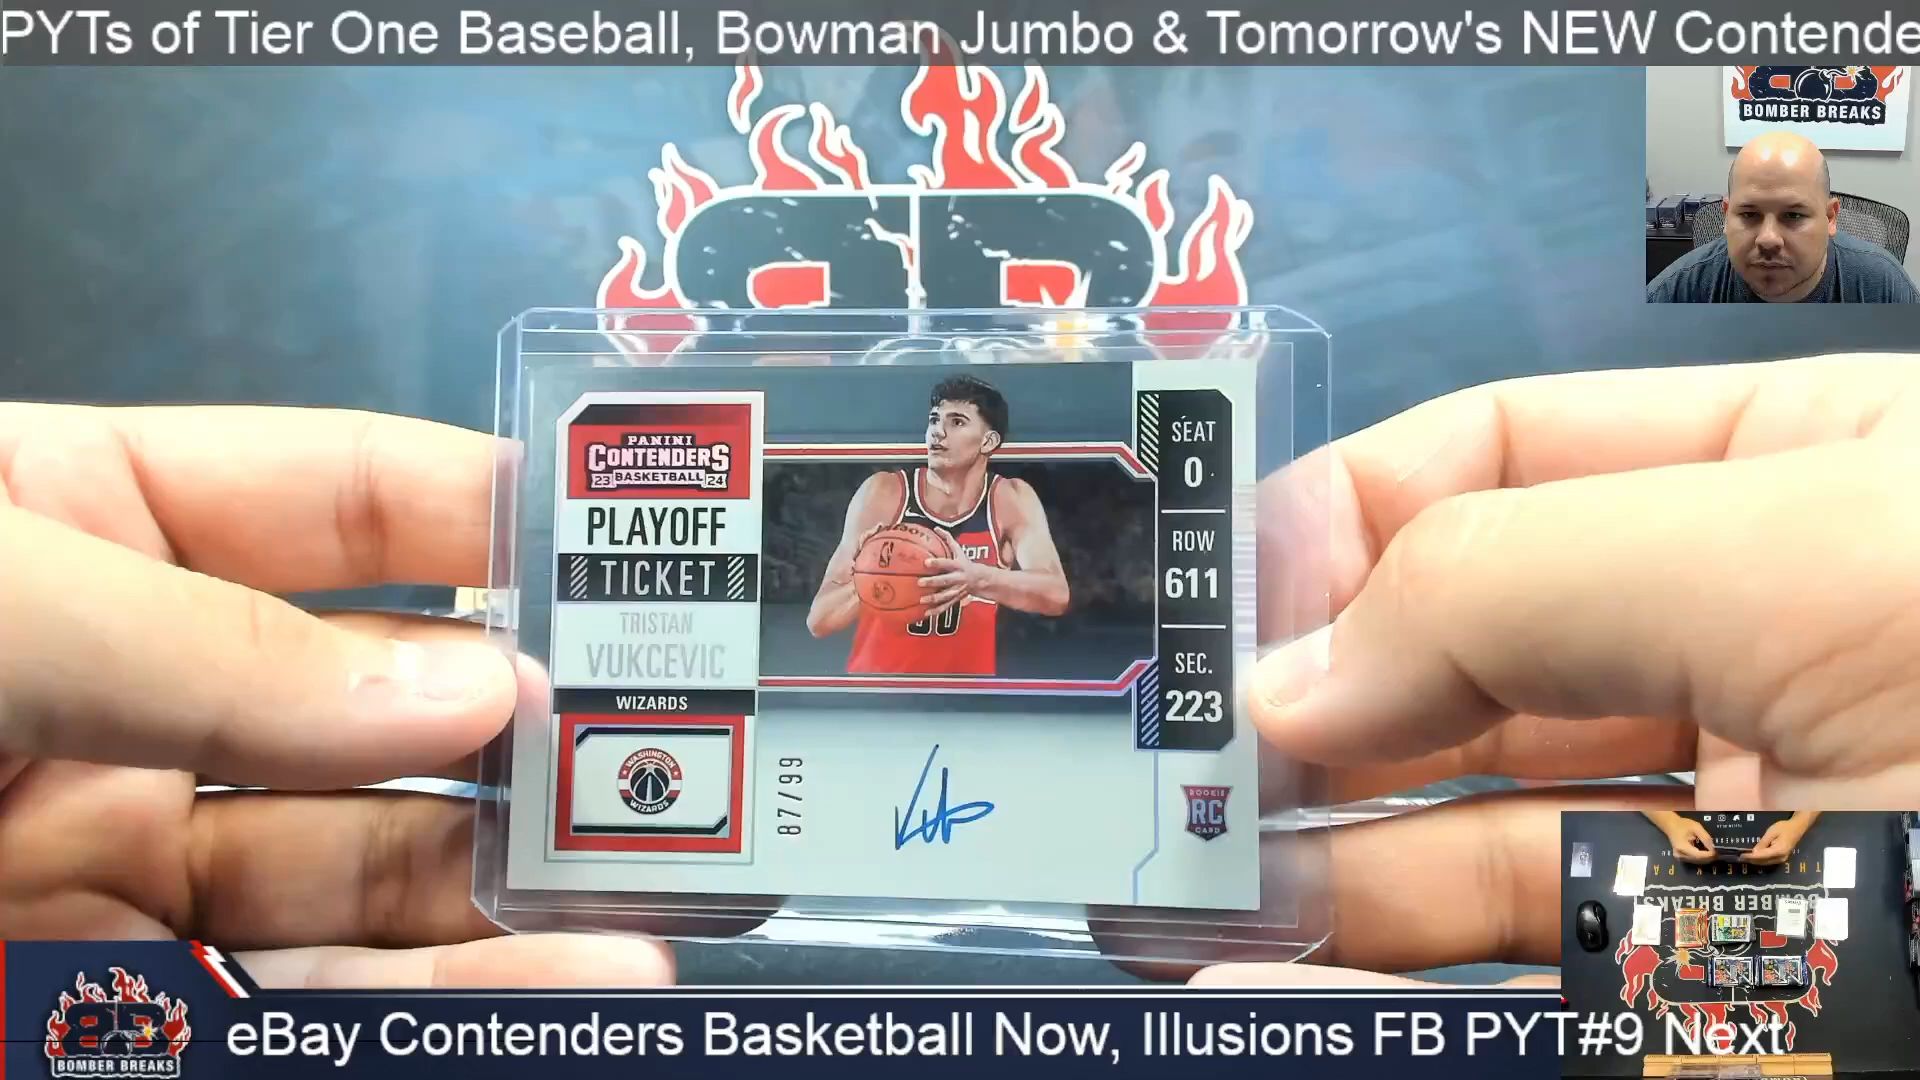 PYTs of Tier One Baseball, Bowman Jumbo & Tomorrow's NEW Contende
BOMBER BREAKS
PANINI
CONTENDERS
23 BASKETBALL 24
PLAYOFF
TICKET
TRISTAN
VUKCEVIC
WIZARDS
WASHINGTON
WIZARDS
87/99
SEAT
0
ROW
611
SEC.
223
ROOKIE
RC
CARD
BOMBER BREAKS
eBay Contenders Basketball Now, Illusions FB PYT#9 Next